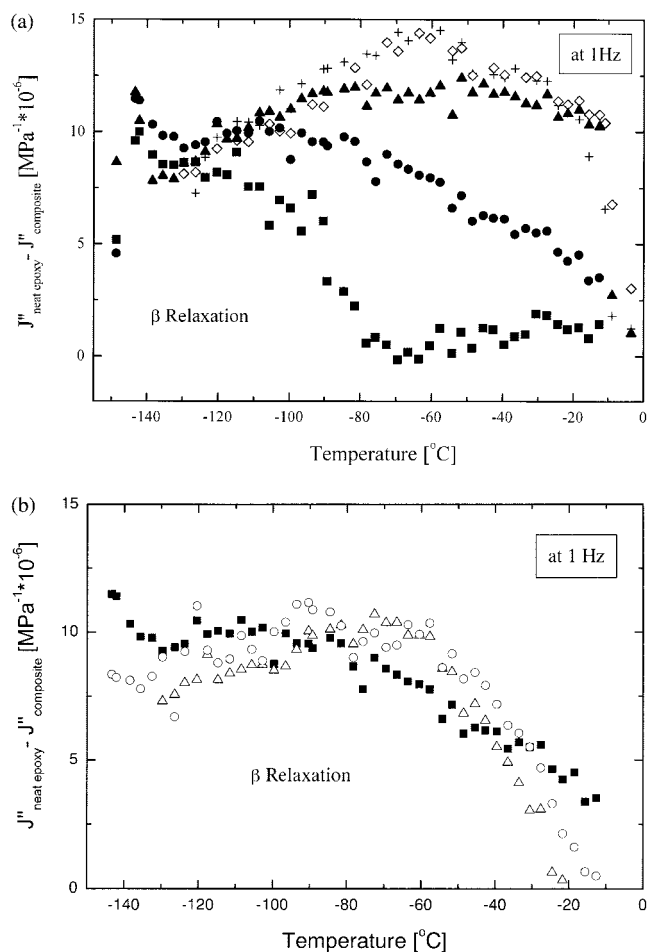 (a)
15
10
5
0
J"neat epoxy- J"composite [MPa-1*10-6]
at 1Hz
β Relaxation
-140 -120 -100 -80 -60 -40 -20 0
Temperature [oC]
(b)
15
10
5
0
J"neat epoxy- J"composite [MPa-1*10-6]
at 1 Hz
β Relaxation
-140 -120 -100 -80 -60 -40 -20 0
Temperature [oC]